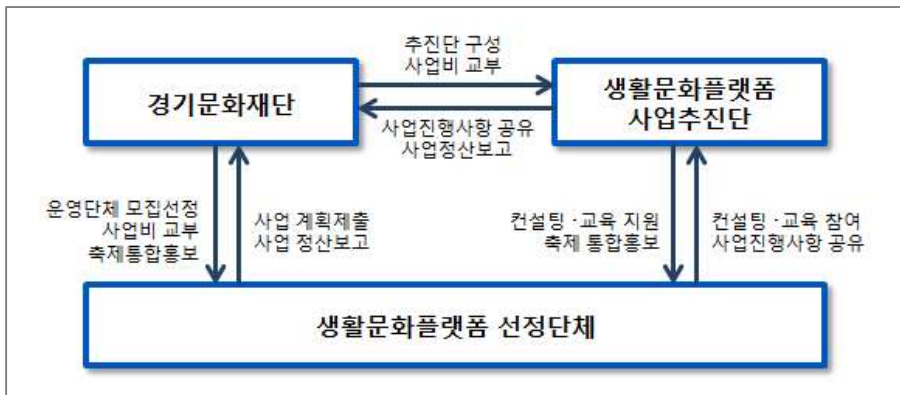 추진단 구성
사업비 교부
경기문화재단
생활문화플랫폼
사업추진단
사업진행사항 공유
사업정산보고
운영단체 모집선정
사업비 교부
축제통합홍보
사업 계획제출
사업 정산보고
컨설팅 ·교육 지원
축제 통합홍보
컨설팅 ·교육 참여
사업진행사항 공유
생활문화플랫폼 선정단체